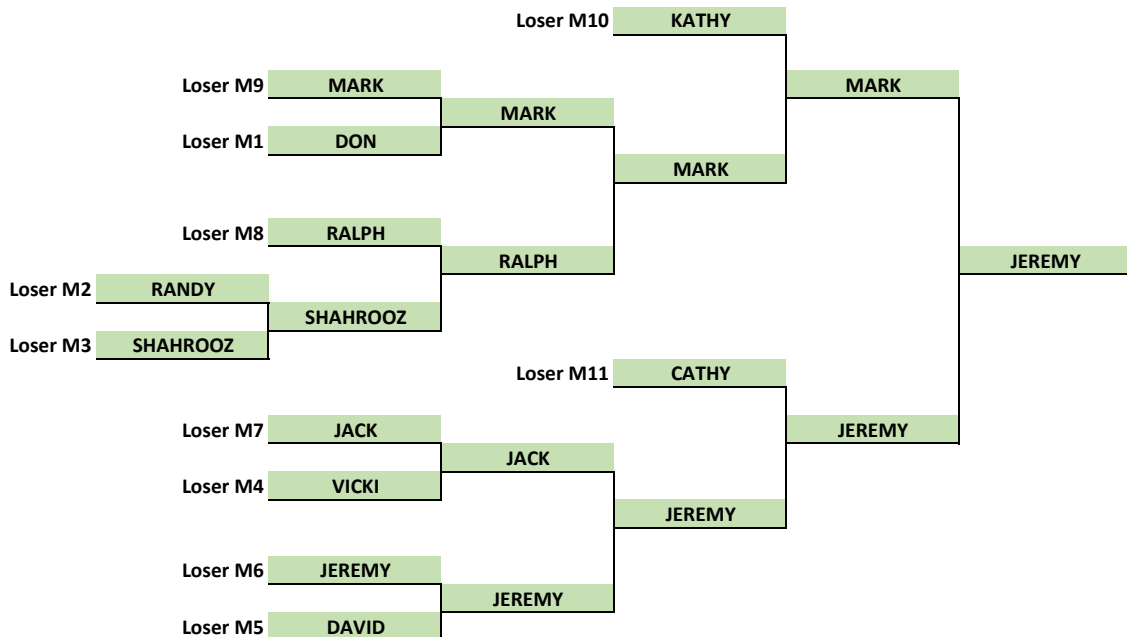 Loser M10 KATHY
Loser M9 MARK MARK
MARK
Loser M1 DON
MARK
Loser M8 RALPH
RALPH JEREMY
Loser M2 RANDY
SHAHROOZ
Loser M3 SHAHROOZ
Loser M11 CATHY
Loser M7 JACK JEREMY
JACK
Loser M4 VICKI
JEREMY
Loser M6 JEREMY
JEREMY
Loser M5 DAVID